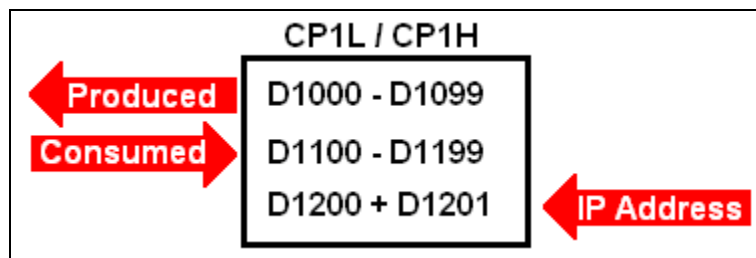 CP1L / CP1H
Produced
D1000 - D1099
Consumed
D1100 - D1199
D1200 + D1201
IP Address